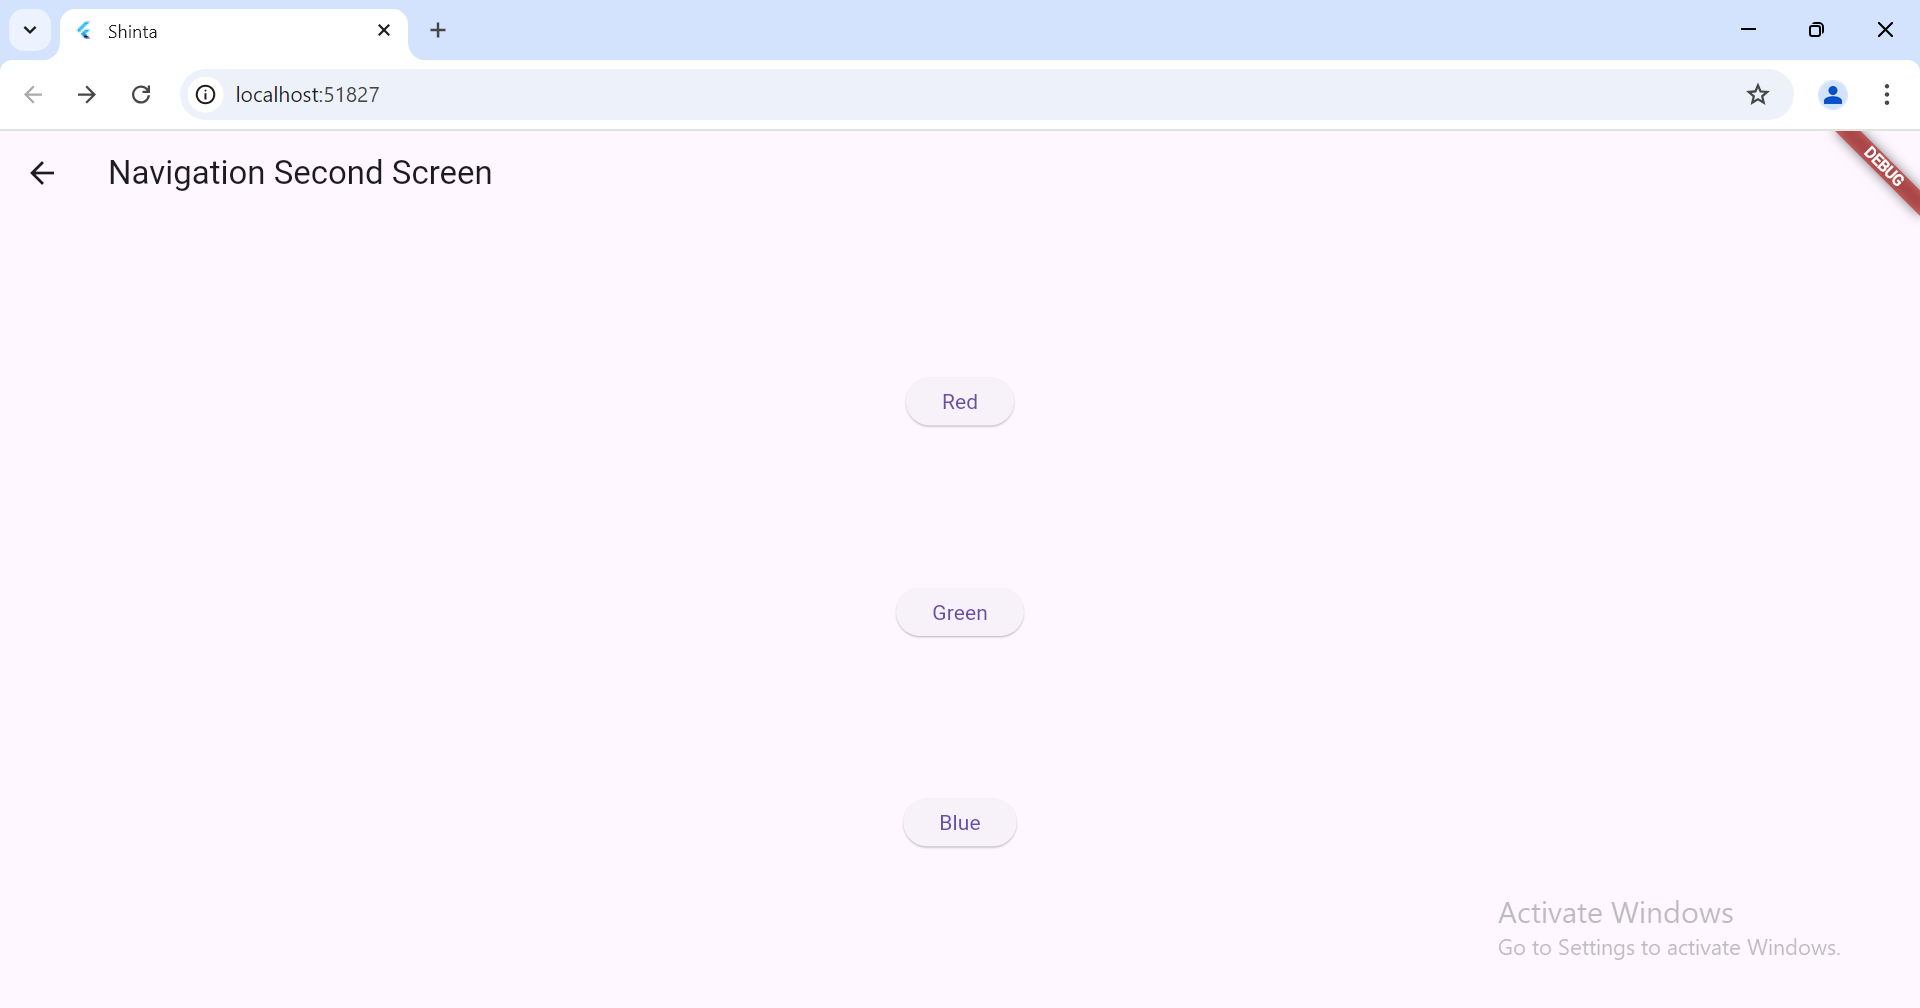 Shinta
localhost:51827
Navigation Second Screen
DEBUG
Red
Green
Blue
Activate Windows
Go to Settings to activate Windows.